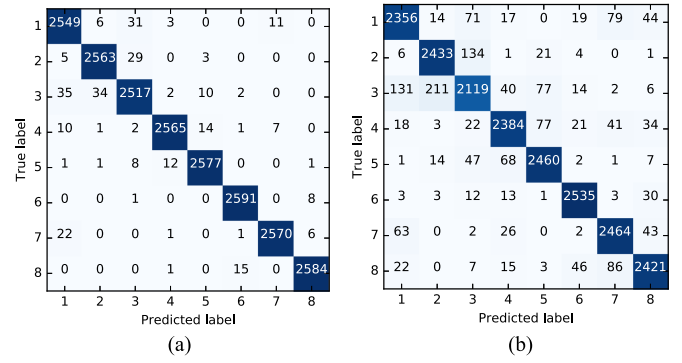 1 2549 6 31 3 0 0 11 0
2 5 2563 29 0 3 0 0 0
3 35 34 2517 2 10 2 0 0
4 10 1 2 2565 14 1 7 0
5 1 1 8 12 2577 0 0 1
6 0 0 1 0 0 2591 0 8
7 22 0 0 1 0 1 2570 6
8 0 0 0 1 0 15 0 2584
1 2 3 4 5 6 7 8
True label
Predicted label
(a)
1 2356 14 71 17 0 19 79 44
2 6 2433 134 1 21 4 0 1
3 131 211 2119 40 77 14 2 6
4 18 3 22 2384 77 21 41 34
5 1 14 47 68 2460 2 1 7
6 3 3 12 13 1 2535 3 30
7 63 0 2 26 0 2 2464 43
8 22 0 7 15 3 46 86 2421
1 2 3 4 5 6 7 8
True label
Predicted label
(b)